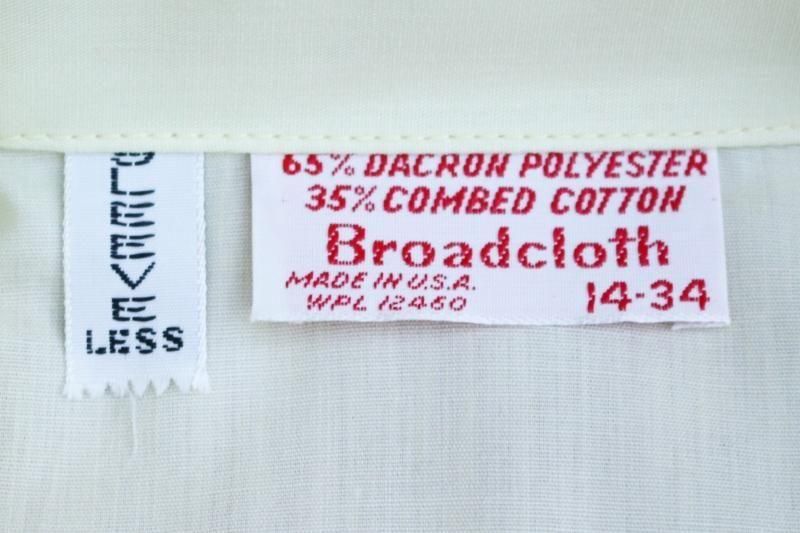 SLEEVE
LESS
65% DACRON POLYESTER
35% COMBED COTTON
Broadcloth
MADE IN U.S.A.
WPL 12460
14-34